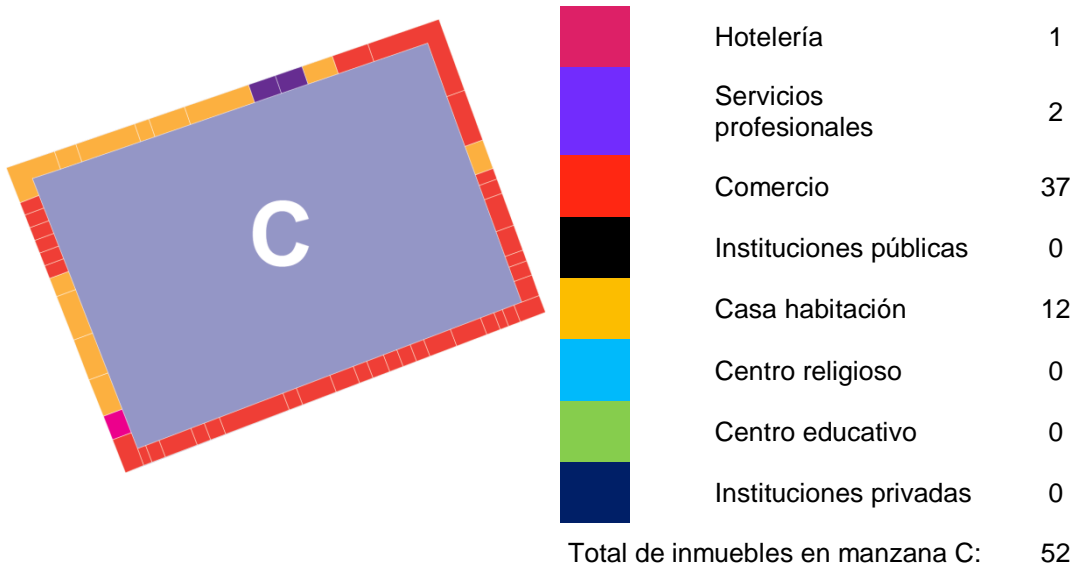 C
Hotelería 1
Servicios
profesionales 2
Comercio 37
Instituciones públicas 0
Casa habitación 12
Centro religioso 0
Centro educativo 0
Instituciones privadas 0
Total de inmuebles en manzana C: 52